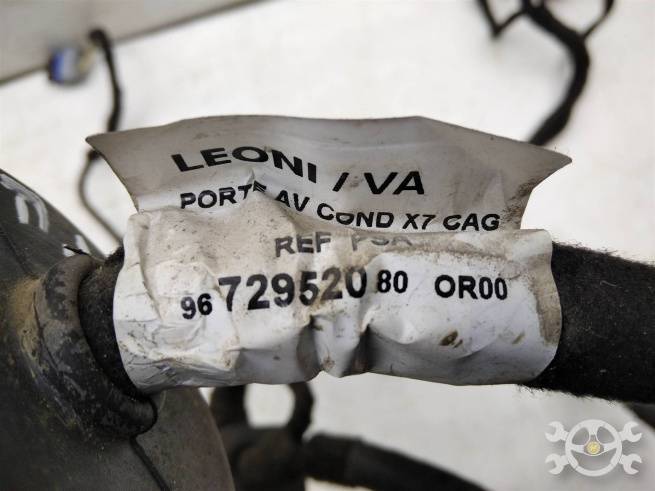 LEONI / VA
PORTE AV COND X7 CAG
REF PSA
96 729520 80 OR00